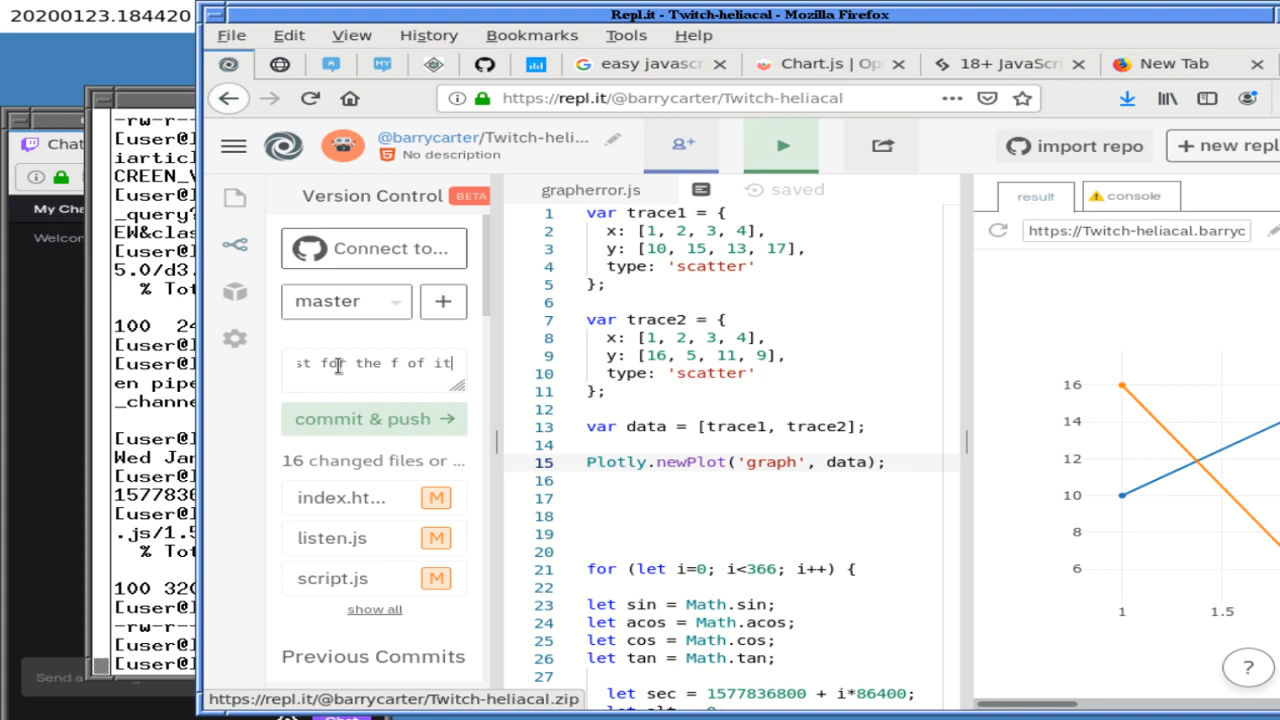 20200123.184420
Repl.it - Twitch-heliacal - Mozilla Firefox
File Edit View History Bookmarks Tools Help
easy javasc
Chart.js | Op
18+ JavaScri
New Tab
https://repl.it/@barrycarter/Twitch-heliacal
@barrycarter/Twitch-heli...
No description
import repo
+ new repl
Chat
My Cha
Welcon
Send a
Chat
-rw-r--
[user@]
iarticl
CREEN_V
[user@]
_query?
EW&clas
[user@]
5.0/d3.
% Tot
100 24
[user@]
[user@]
en pipe
_channe
[user@]
Wed Jan
[user@]
1577836
[user@]
.js/1.5
% Tot
100 320
[user@]
-rw-r--
[user@]
[user@]
Version Control BETA
Connect to...
master +
st for the f of it
commit & push →
16 changed files or ...
index.ht... M
listen.js M
script.js M
show all
Previous Commits
https://repl.it/@barrycarter/Twitch-heliacal.zip
grapherror.js
saved
1 var trace1 = {
2 x: [1, 2, 3, 4],
3 y: [10, 15, 13, 17],
4 type: 'scatter'
5 };
6
7 var trace2 = {
8 x: [1, 2, 3, 4],
9 y: [16, 5, 11, 9],
10 type: 'scatter'
11 };
12
13 var data = [trace1, trace2];
14
15 Plotly.newPlot('graph', data);
16
17
18
19
20
21 for (let i=0; i<366; i++) {
22
23 let sin = Math.sin;
24 let acos = Math.acos;
25 let cos = Math.cos;
26 let tan = Math.tan;
27
let sec = 1577836800 + i*86400;
result
console
https://Twitch-heliacal.barryc
16
14
12
10
8
6
1 1.5
?